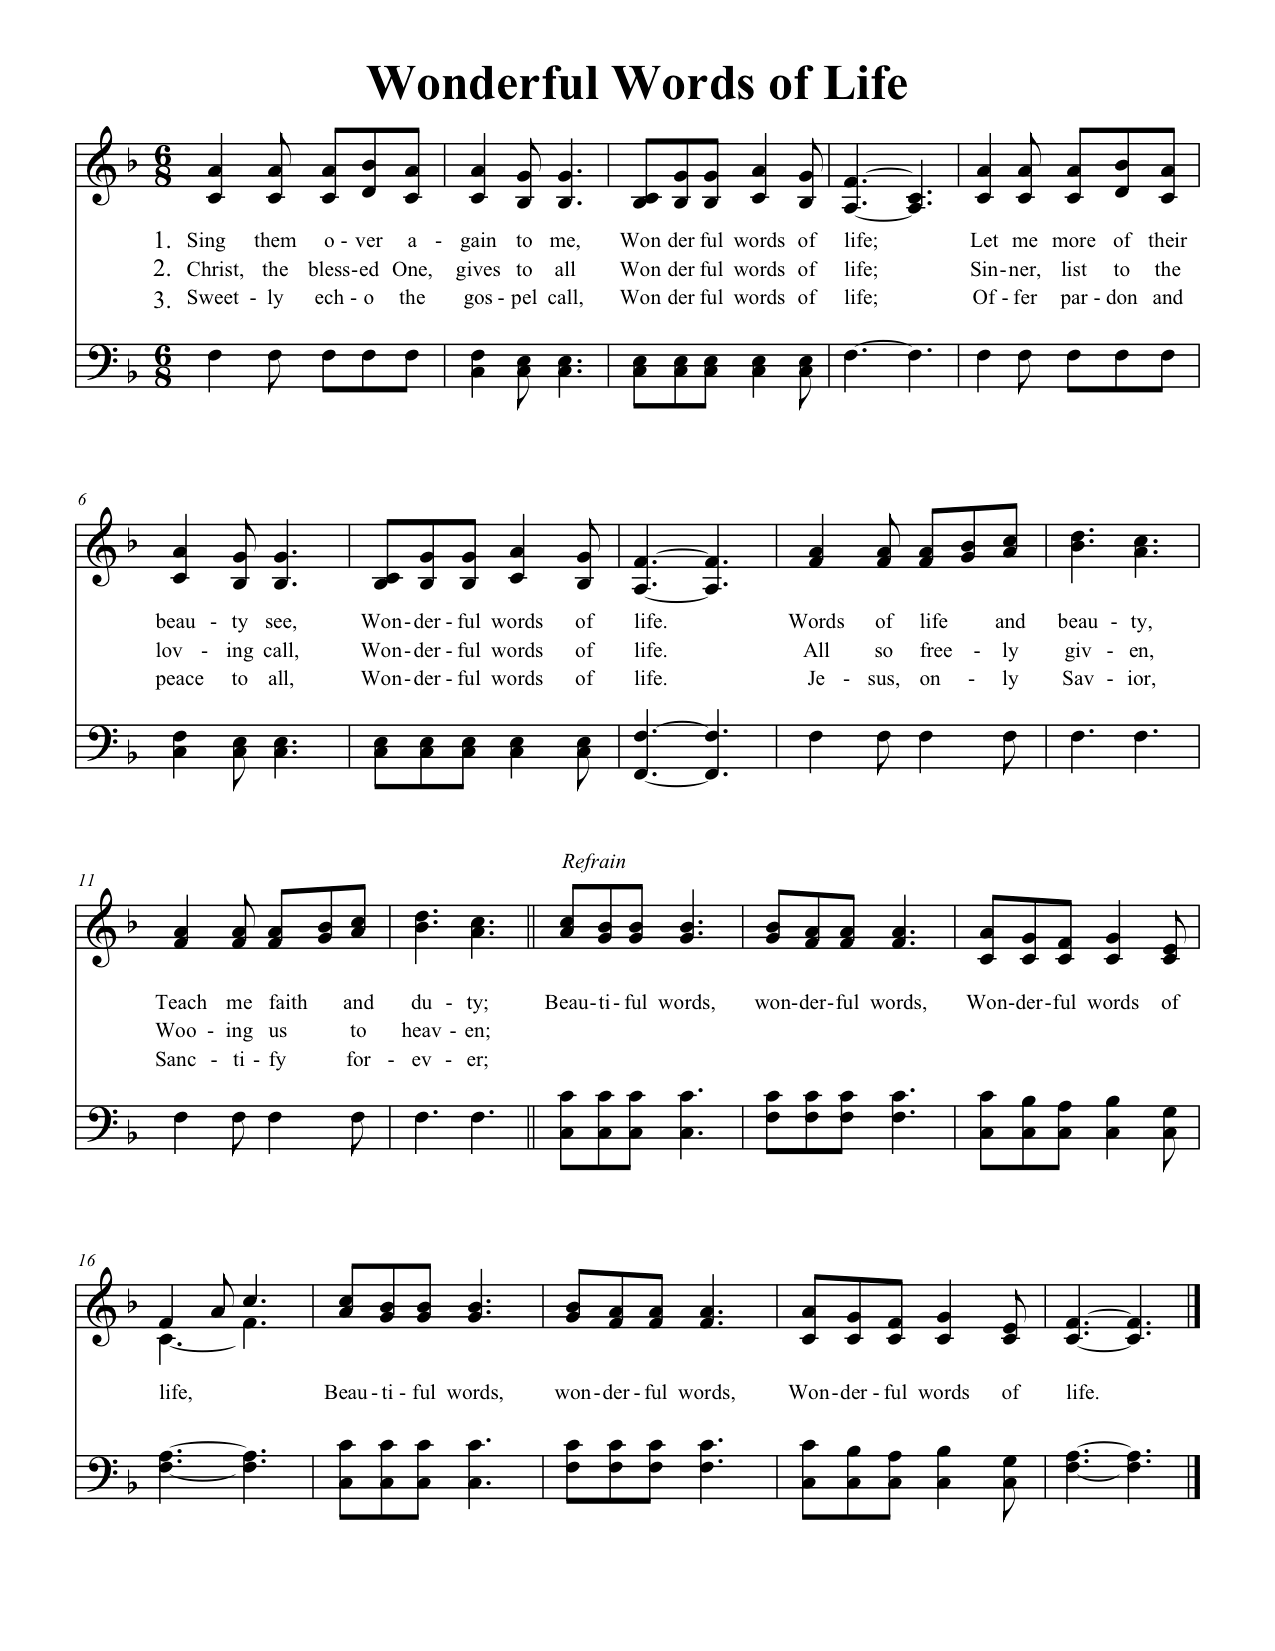 Wonderful Words of Life
6
8
1. Sing them o - ver a - gain to me, Won der ful words of life; Let me more of their
2. Christ, the bless-ed One, gives to all Won der ful words of life; Sin-ner, list to the
3. Sweet - ly ech - o the gos - pel call, Won der ful words of life; Of - fer par - don and
6
8
6
beau - ty see, Won-der - ful words of life. Words of life and beau - ty,
lov - ing call, Won-der - ful words of life. All so free - ly giv - en,
peace to all, Won-der - ful words of life. Je - sus, on - ly Sav - ior,
Refrain
11
Teach me faith and du - ty; Beau-ti - ful words, won-der-ful words, Won-der-ful words of
Woo - ing us to heav - en;
Sanc - ti - fy for - ev - er;
16
life, Beau - ti - ful words, won-der - ful words, Won-der - ful words of life.